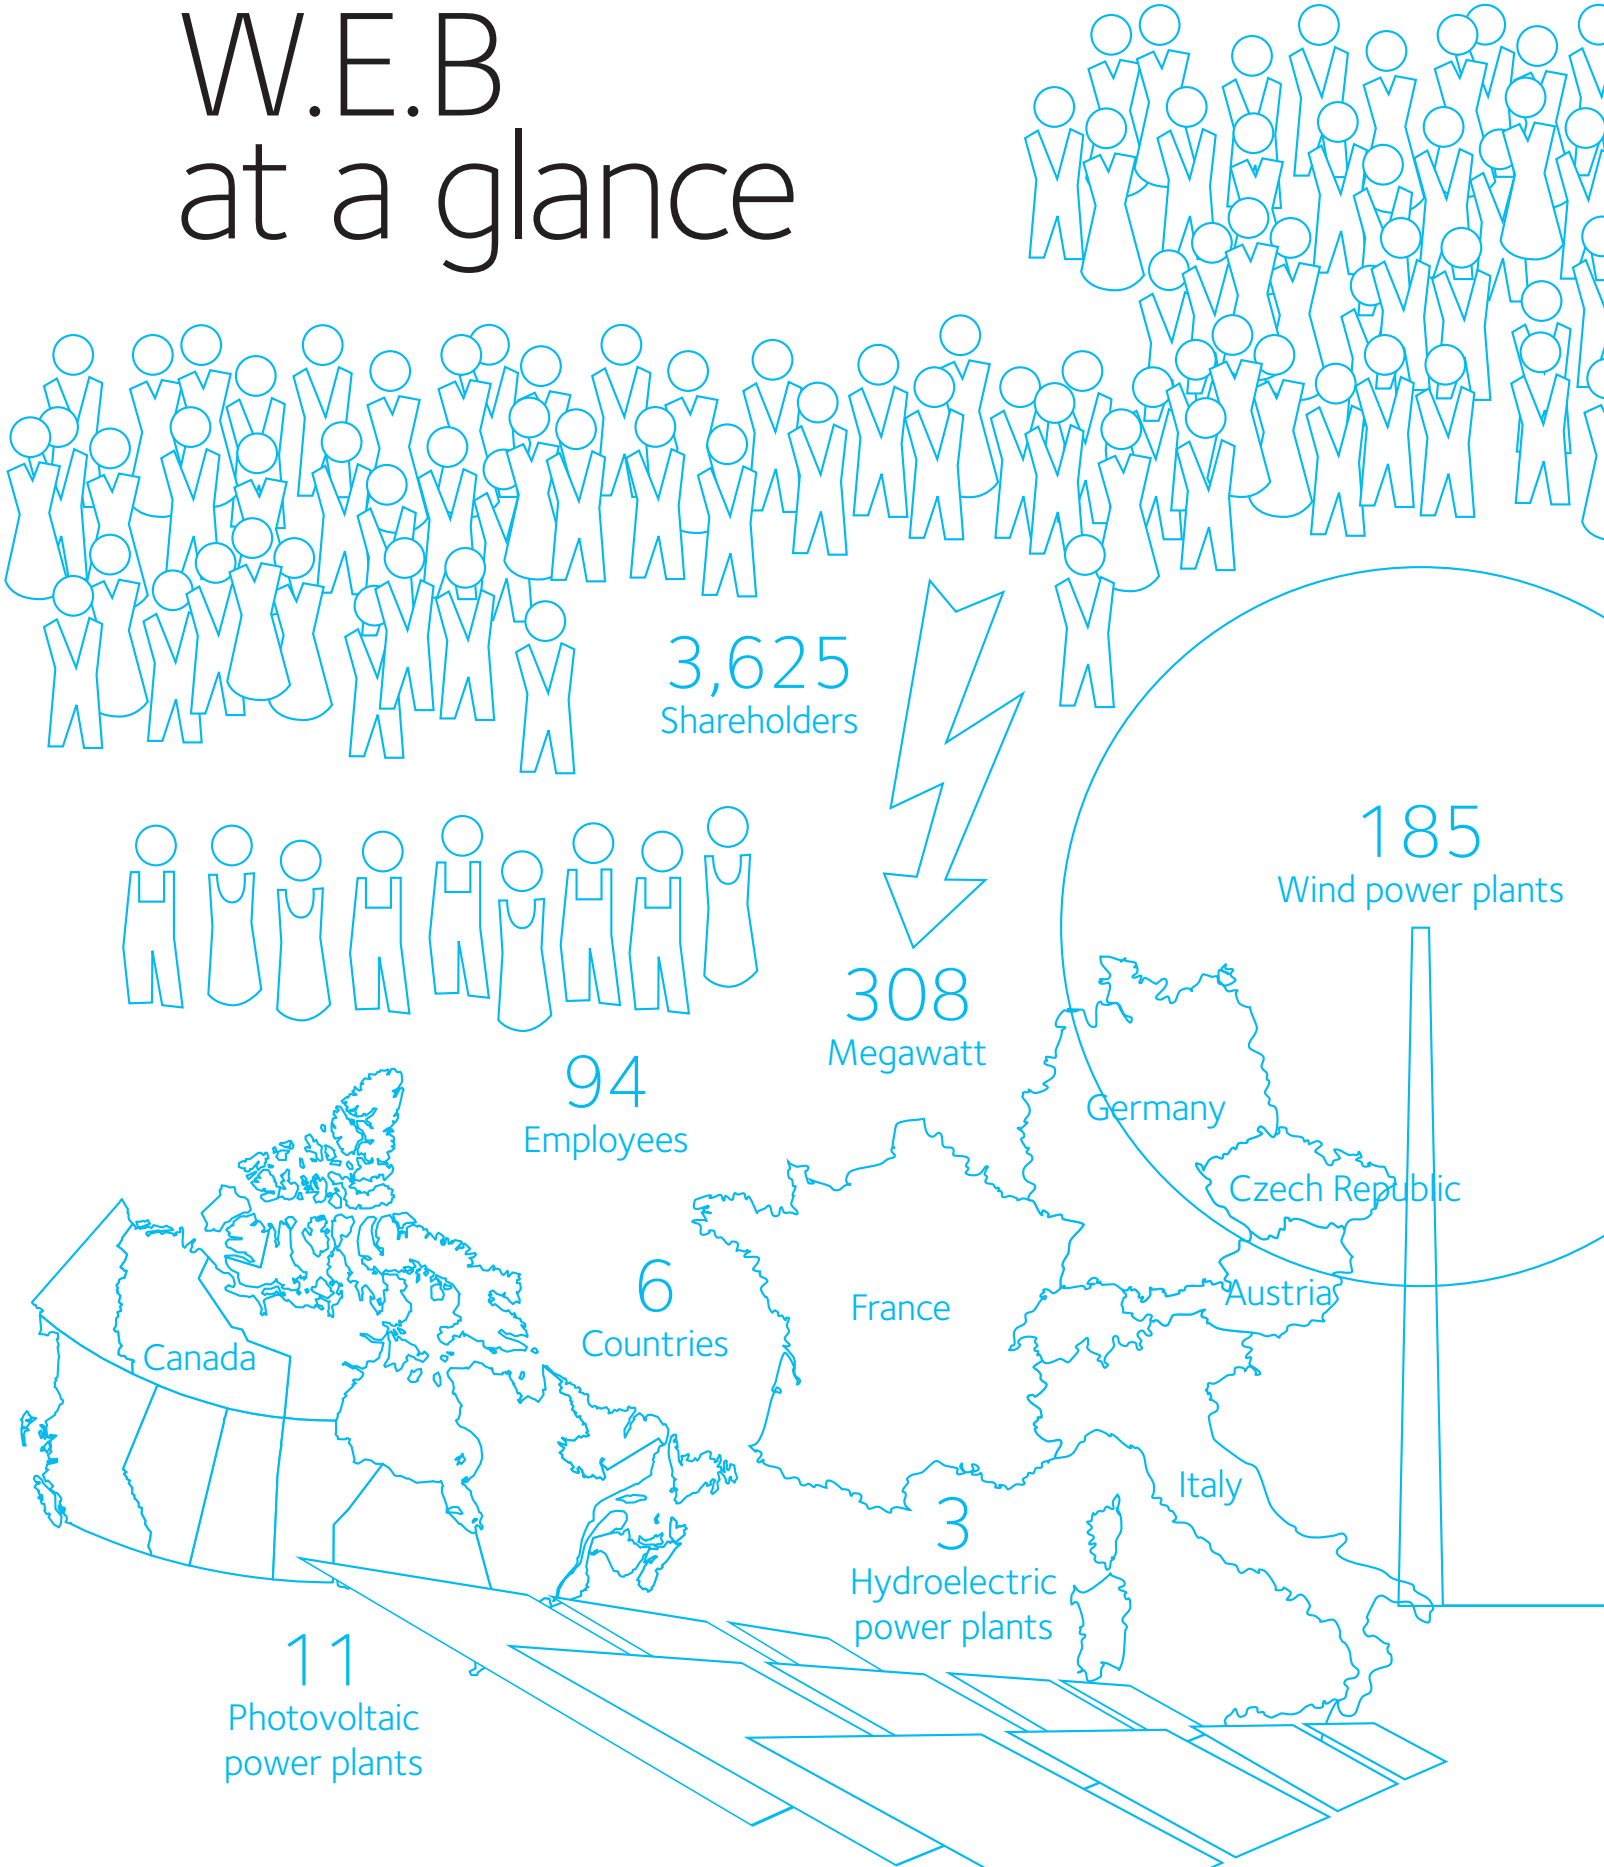 W.E.B
at a glance
3,625
Shareholders
185
Wind power plants
308
Megawatt
94
Employees
Germany
Czech Republic
6
Countries
France
Austria
Canada
Italy
3
Hydroelectric
power plants
11
Photovoltaic
power plants